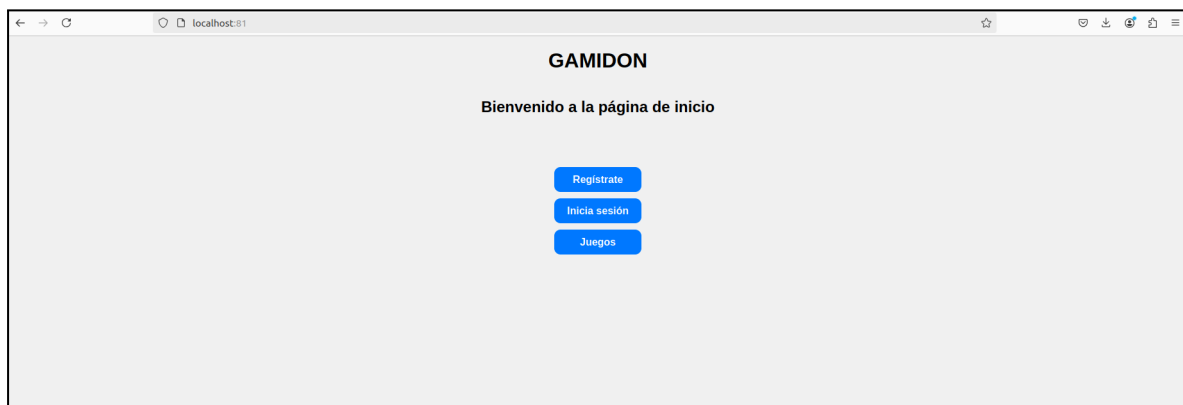 localhost:81
GAMIDON
Bienvenido a la página de inicio
Regístrate
Inicia sesión
Juegos